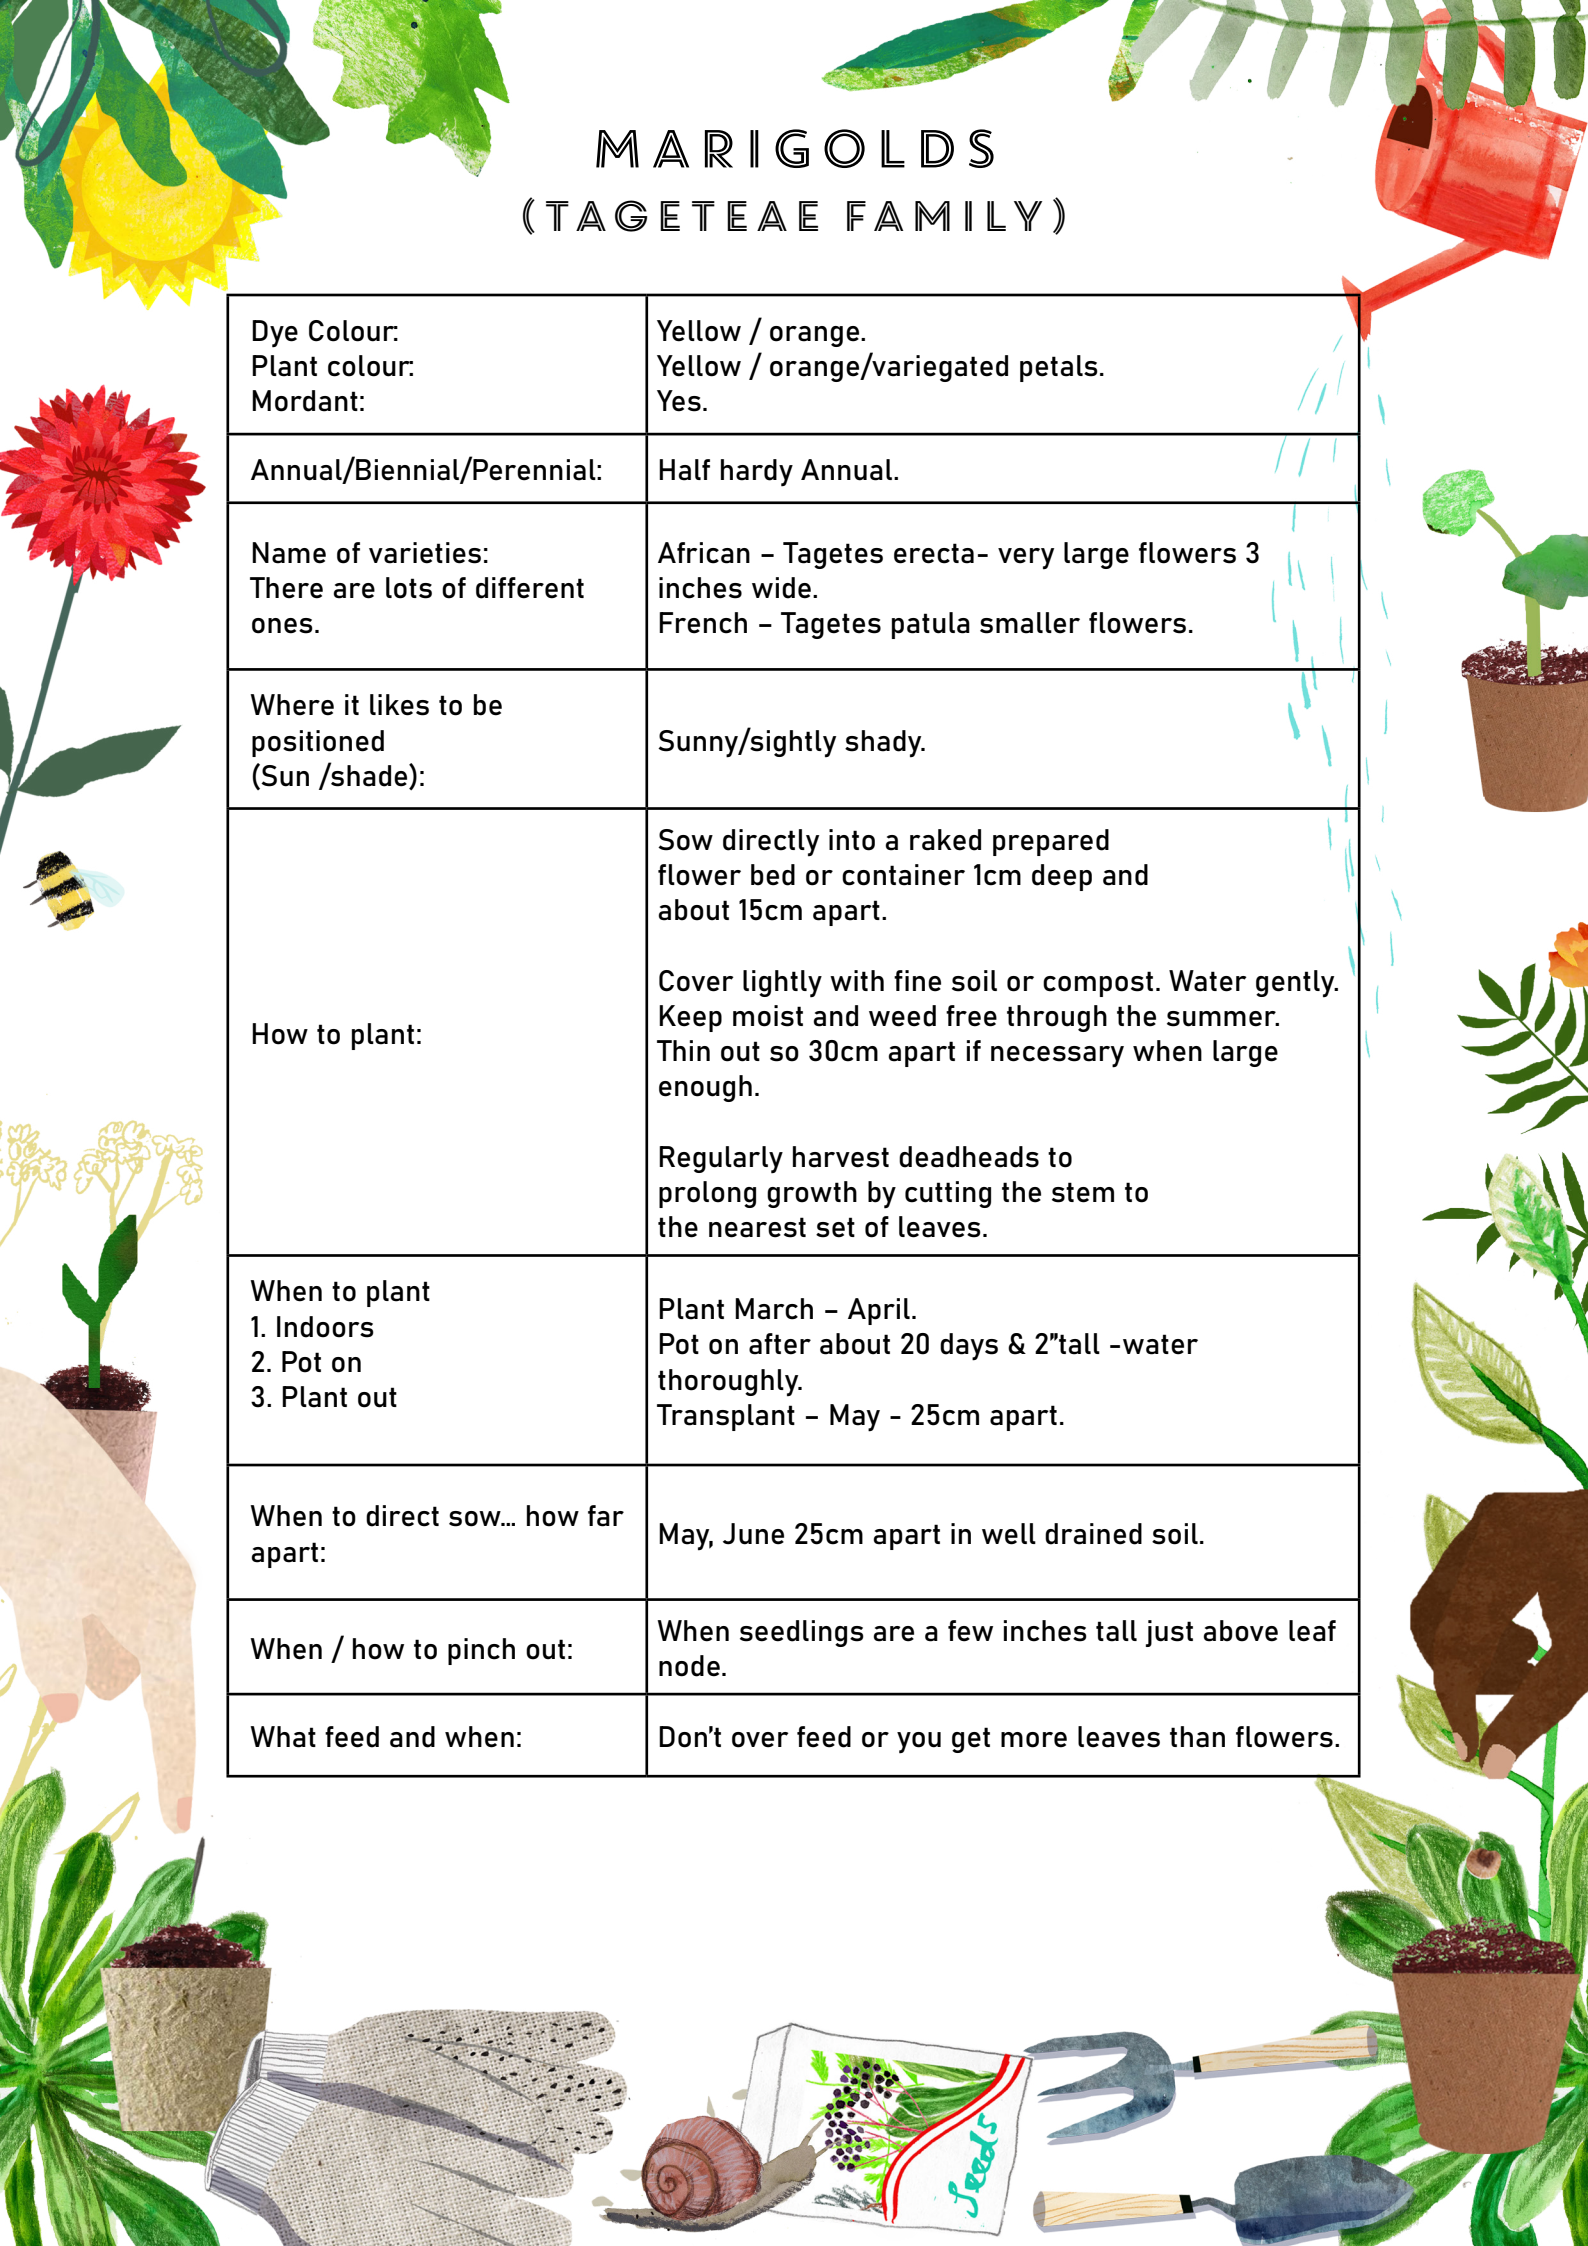 MARIGOLDS
(TAGETEAE FAMILY)
Dye Colour:
Plant colour:
Mordant:
Yellow / orange.
Yellow / orange/variegated petals.
Yes.
Annual/Biennial/Perennial:
Half hardy Annual.
Name of varieties:
There are lots of different
ones.
African – Tagetes erecta- very large flowers 3
inches wide.
French – Tagetes patula smaller flowers.
Where it likes to be
positioned
(Sun /shade):
Sunny/sightly shady.
How to plant:
Sow directly into a raked prepared
flower bed or container 1cm deep and
about 15cm apart.
Cover lightly with fine soil or compost. Water gently.
Keep moist and weed free through the summer.
Thin out so 30cm apart if necessary when large
enough.
Regularly harvest deadheads to
prolong growth by cutting the stem to
the nearest set of leaves.
When to plant
1. Indoors
2. Pot on
3. Plant out
Plant March – April.
Pot on after about 20 days & 2”tall -water
thoroughly.
Transplant – May - 25cm apart.
When to direct sow… how far
apart:
May, June 25cm apart in well drained soil.
When / how to pinch out:
When seedlings are a few inches tall just above leaf
node.
What feed and when:
Don’t over feed or you get more leaves than flowers.
Seeds